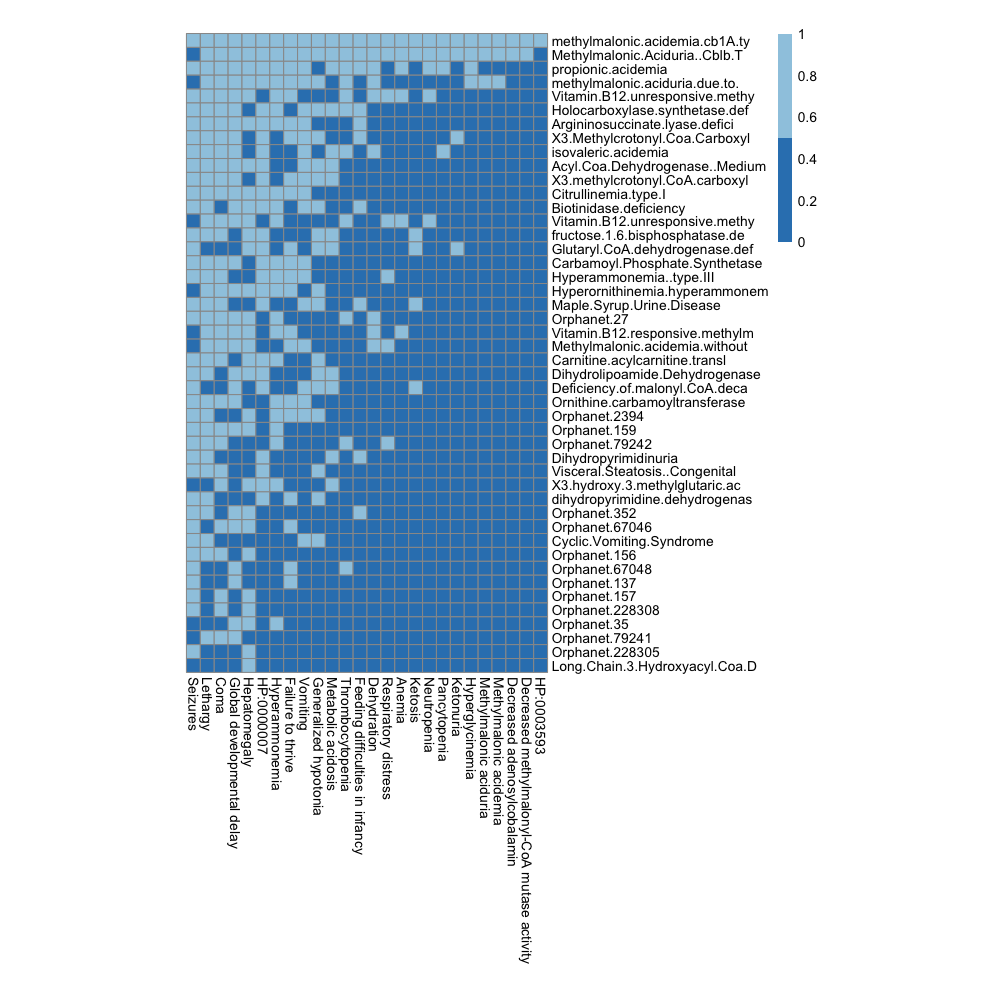 methylmalonic.acidemia.cb1A.ty
Methylmalonic.Aciduria..Cblb.T
propionic.acidemia
methylmalonic.aciduria.due.to.
Vitamin.B12.unresponsive.methy
Holocarboxylase.synthetase.def
Argininosuccinate.lyase.defici
X3.Methylcrotonyl.Coa.Carboxyl
isovaleric.acidemia
Acyl.Coa.Dehydrogenase..Medium
X3.methylcrotonyl.CoA.carboxyl
Citrullinemia.type.I
Biotinidase.deficiency
Vitamin.B12.unresponsive.methy
fructose.1.6.bisphosphatase.de
Glutaryl.CoA.dehydrogenase.def
Carbamoyl.Phosphate.Synthetase
Hyperammonemia..type.III
Hyperornithinemia.hyperammonem
Maple.Syrup.Urine.Disease
Orphanet.27
Vitamin.B12.responsive.methylm
Methylmalonic.acidemia.without
Carnitine.acylcarnitine.transl
Dihydrolipoamide.Dehydrogenase
Deficiency.of.malonyl.CoA.deca
Ornithine.carbamoyltransferase
Orphanet.2394
Orphanet.159
Orphanet.79242
Dihydropyrimidinuria
Visceral.Steatosis..Congenital
X3.hydroxy.3.methylglutaric.ac
dihydropyrimidine.dehydrogenas
Orphanet.352
Orphanet.67046
Cyclic.Vomiting.Syndrome
Orphanet.156
Orphanet.67048
Orphanet.137
Orphanet.157
Orphanet.228308
Orphanet.35
Orphanet.79241
Orphanet.228305
Long.Chain.3.Hydroxyacyl.Coa.D
1
0.8
0.6
0.4
0.2
0
Seizures
Lethargy
Coma
Global developmental delay
Hepatomegaly
HP:0000007
Hyperammonemia
Failure to thrive
Vomiting
Generalized hypotonia
Metabolic acidosis
Thrombocytopenia
Feeding difficulties in infancy
Dehydration
Respiratory distress
Anemia
Ketosis
Neutropenia
Pancytopenia
Ketonuria
Hyperglycinemia
Methylmalonic aciduria
Methylmalonic acidemia
Decreased adenosylcobalamin
Decreased methylmalonyl-CoA mutase activity
HP:0003593